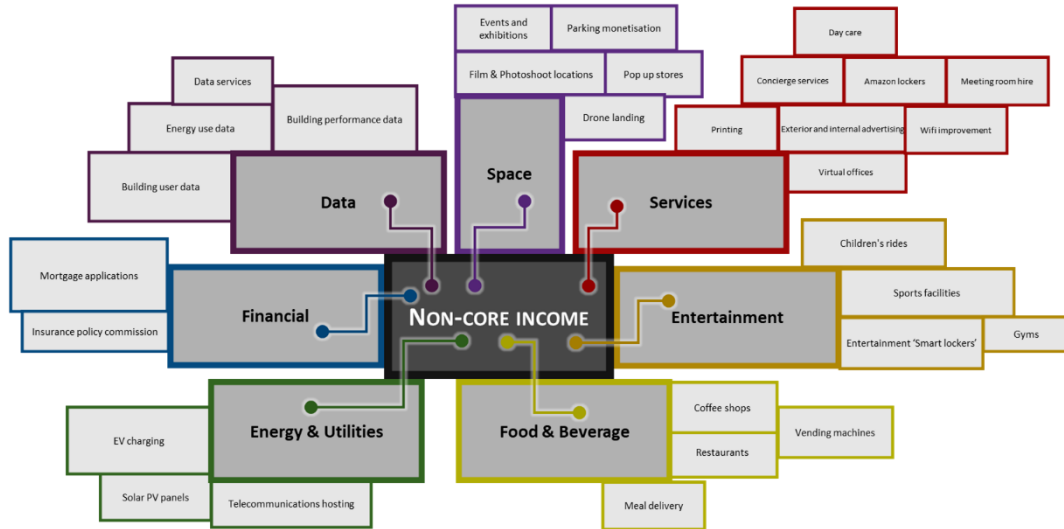 Events and
exhibitions
Parking monetisation
Film & Photoshoot locations
Pop up stores
Drone landing
Space
Day care
Concierge services
Amazon lockers
Meeting room hire
Printing
Exterior and internal advertising
Wifi improvement
Virtual offices
Services
Data services
Energy use data
Building performance data
Building user data
Data
Mortgage applications
Insurance policy commission
Financial
NON-CORE INCOME
Entertainment
Children's rides
Sports facilities
Entertainment 'Smart lockers'
Gyms
EV charging
Solar PV panels
Telecommunications hosting
Energy & Utilities
Food & Beverage
Coffee shops
Vending machines
Restaurants
Meal delivery